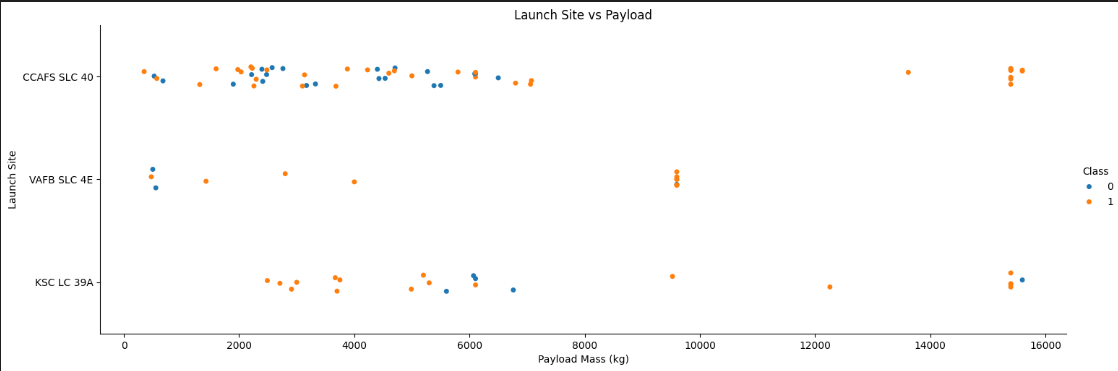 Launch Site vs Payload
CCAFS SLC 40
VAFB SLC 4E
KSC LC 39A
Launch Site
0 2000 4000 6000 8000 10000 12000 14000 16000
Payload Mass (kg)
Class
0
1